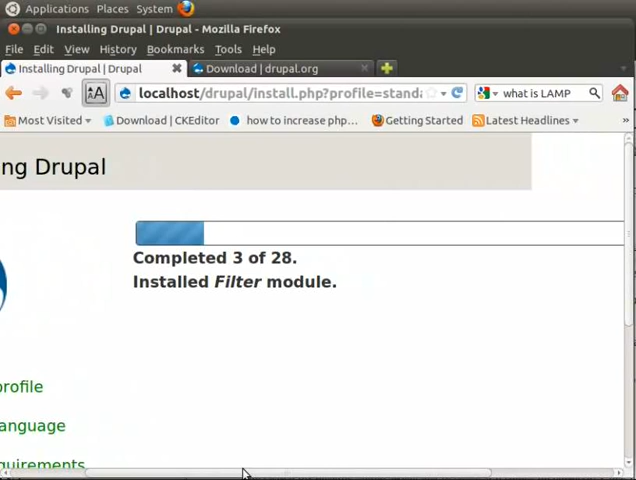 Applications Places System
Installing Drupal | Drupal - Mozilla Firefox
File Edit View History Bookmarks Tools Help
Installing Drupal | Drupal Download | drupal.org
localhost/drupal/install.php?profile=standa what is LAMP
Most Visited Download | CKEditor how to increase php... Getting Started Latest Headlines »
ng Drupal
Completed 3 of 28.
Installed Filter module.
profile
anguage
quirements